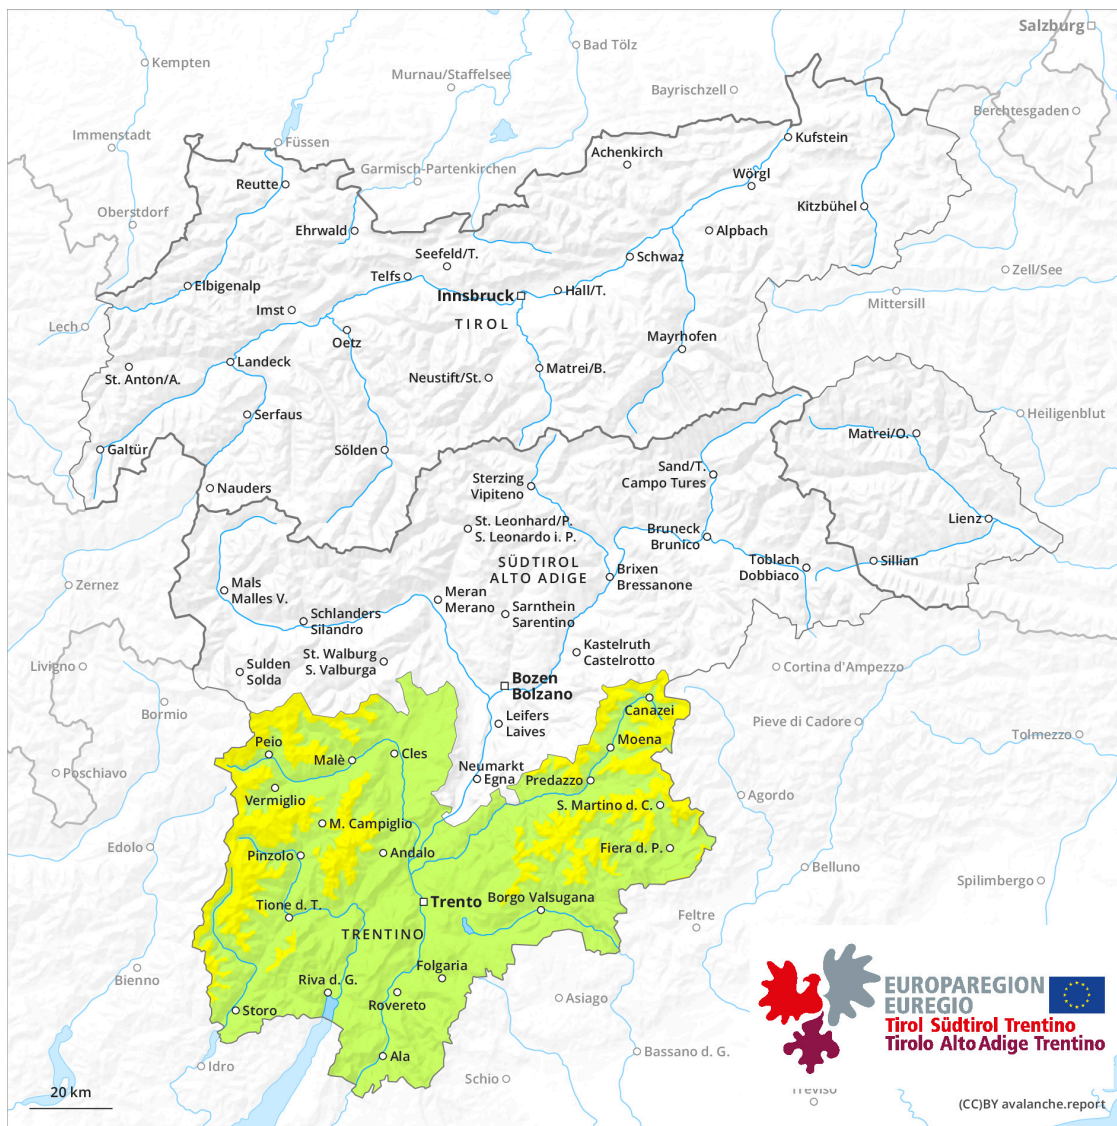 Salzburg
Bad Tölz
Kempten
Murnau/Staffelsee
Bayrischzell
Berchtesgaden
Immenstadt
Füssen
Kufstein
Achenkirch
Garmisch-Partenkirchen
Wörgl
Reutte
Kitzbühel
Oberstdorf
Ehrwald
Alpbach
Seefeld/T.
Schwaz
Zell/See
Telfs
Elbigenalp
Hall/T.
Innsbruck
Mittersill
Imst
TIROL
Lech
Oetz
Mayrhofen
Landeck
Matrei/B.
St. Anton/A.
Neustift/St.
Serfaus
Heiligenblut
Matrei/O.
Galtür
Sölden
Sand/T.
Campo Tures
Sterzing
Vipiteno
Nauders
St. Leonhard/P.
S. Leonardo i. P.
Lienz
Bruneck
Brunico
SÜDTIROL
ALTO ADIGE
Toblach
Dobbiaco
Sillian
Brixen
Bressanone
Zernez
Mals
Malles V.
Meran
Merano
Sarnthein
Sarentino
Schlanders
Silandro
Kastelruth
Castelrotto
St. Walburg
S. Valburga
Livigno
Sulden
Solda
Cortina d'Ampezzo
Bozen
Bolzano
Canazei
Bormio
Leifers
Laives
Pieve di Cadore
Tolmezzo
Peio
Moena
Cles
Malè
Neumarkt
Egna
Poschiavo
Predazzo
Vermiglio
S. Martino d. C.
Agordo
M. Campiglio
Edolo
Pinzolo
Andalo
Fiera d. P.
Belluno
Spilimbergo
Borgo Valsugana
Trento
Tione d. T.
Feltre
TRENTINO
Folgaria
Bienno
Riva d. G.
Rovereto
Asiago
Storo
EUROPAREGION
EUREGIO
Tirol Südtirol Trentino
Tirolo Alto Adige Trentino
Ala
Bassano d. G.
Idro
Schio
Treviso
20 km
(CC)BY avalanche.report